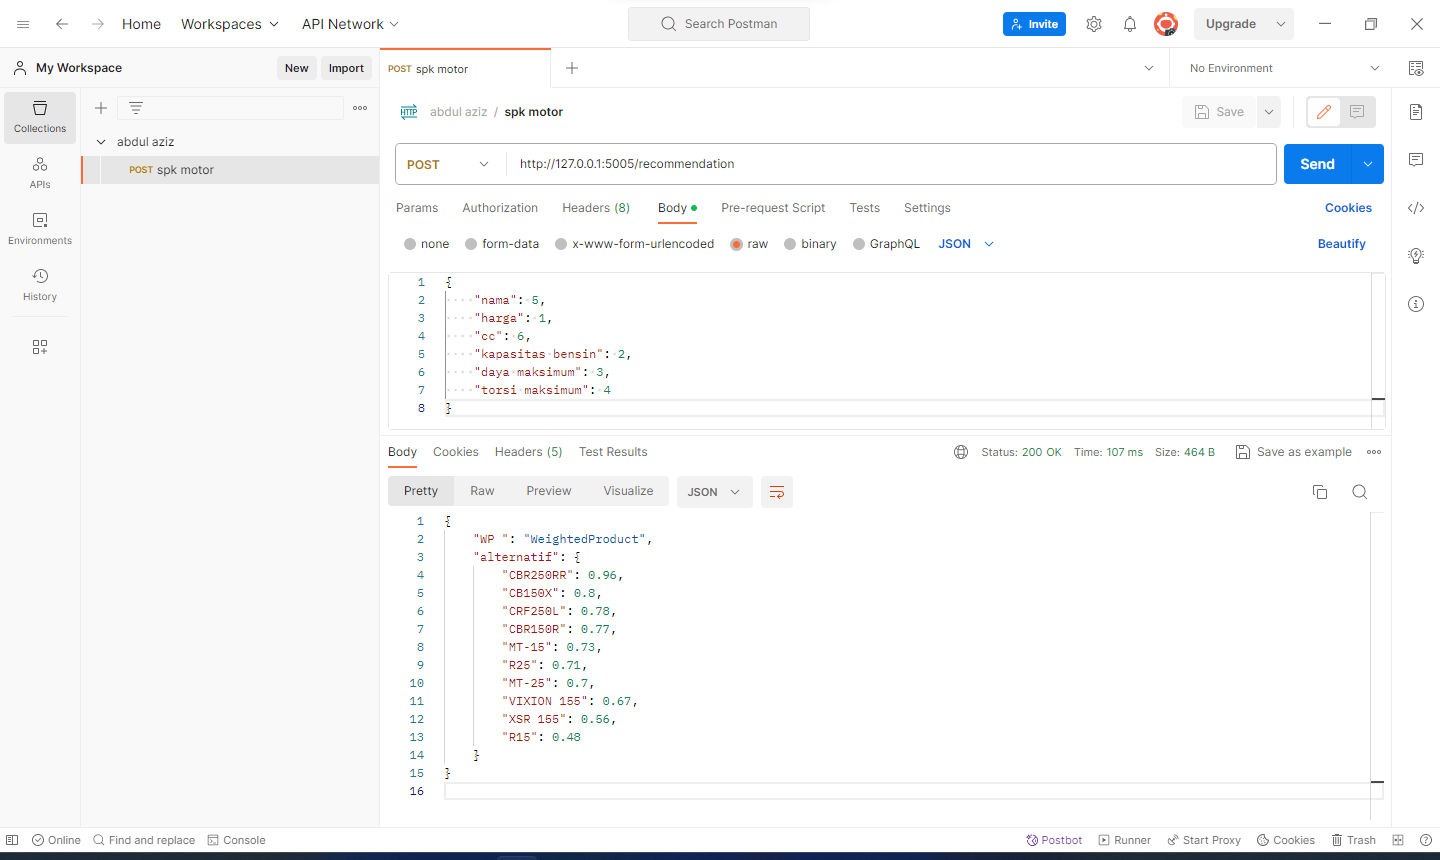 Home Workspaces API Network Search Postman Invite Upgrade
My Workspace New Import POST spk motor No Environment
Collections
APIs
Environments
History
abdul aziz
POST spk motor
HTTP abdul aziz / spk motor Save
POST http://127.0.0.1:5005/recommendation Send
Params Authorization Headers (8) Body Pre-request Script Tests Settings Cookies
none form-data x-www-form-urlencoded raw binary GraphQL JSON Beautify
1 {
2 "nama": 5,
3 "harga": 1,
4 "cc": 6,
5 "kapasitas bensin": 2,
6 "daya maksimum": 3,
7 "torsi maksimum": 4
8 }
Body Cookies Headers (5) Test Results Status: 200 OK Time: 107 ms Size: 464 B Save as example
Pretty Raw Preview Visualize JSON
1 {
2 "WP ": "WeightedProduct",
3 "alternatif": {
4 "CBR250RR": 0.96,
5 "CB150X": 0.8,
6 "CRF250L": 0.78,
7 "CBR150R": 0.77,
8 "MT-15": 0.73,
9 "R25": 0.71,
10 "MT-25": 0.7,
11 "VIXION 155": 0.67,
12 "XSR 155": 0.56,
13 "R15": 0.48
14 }
15 }
16
Online Find and replace Console Postbot Runner Start Proxy Cookies Trash